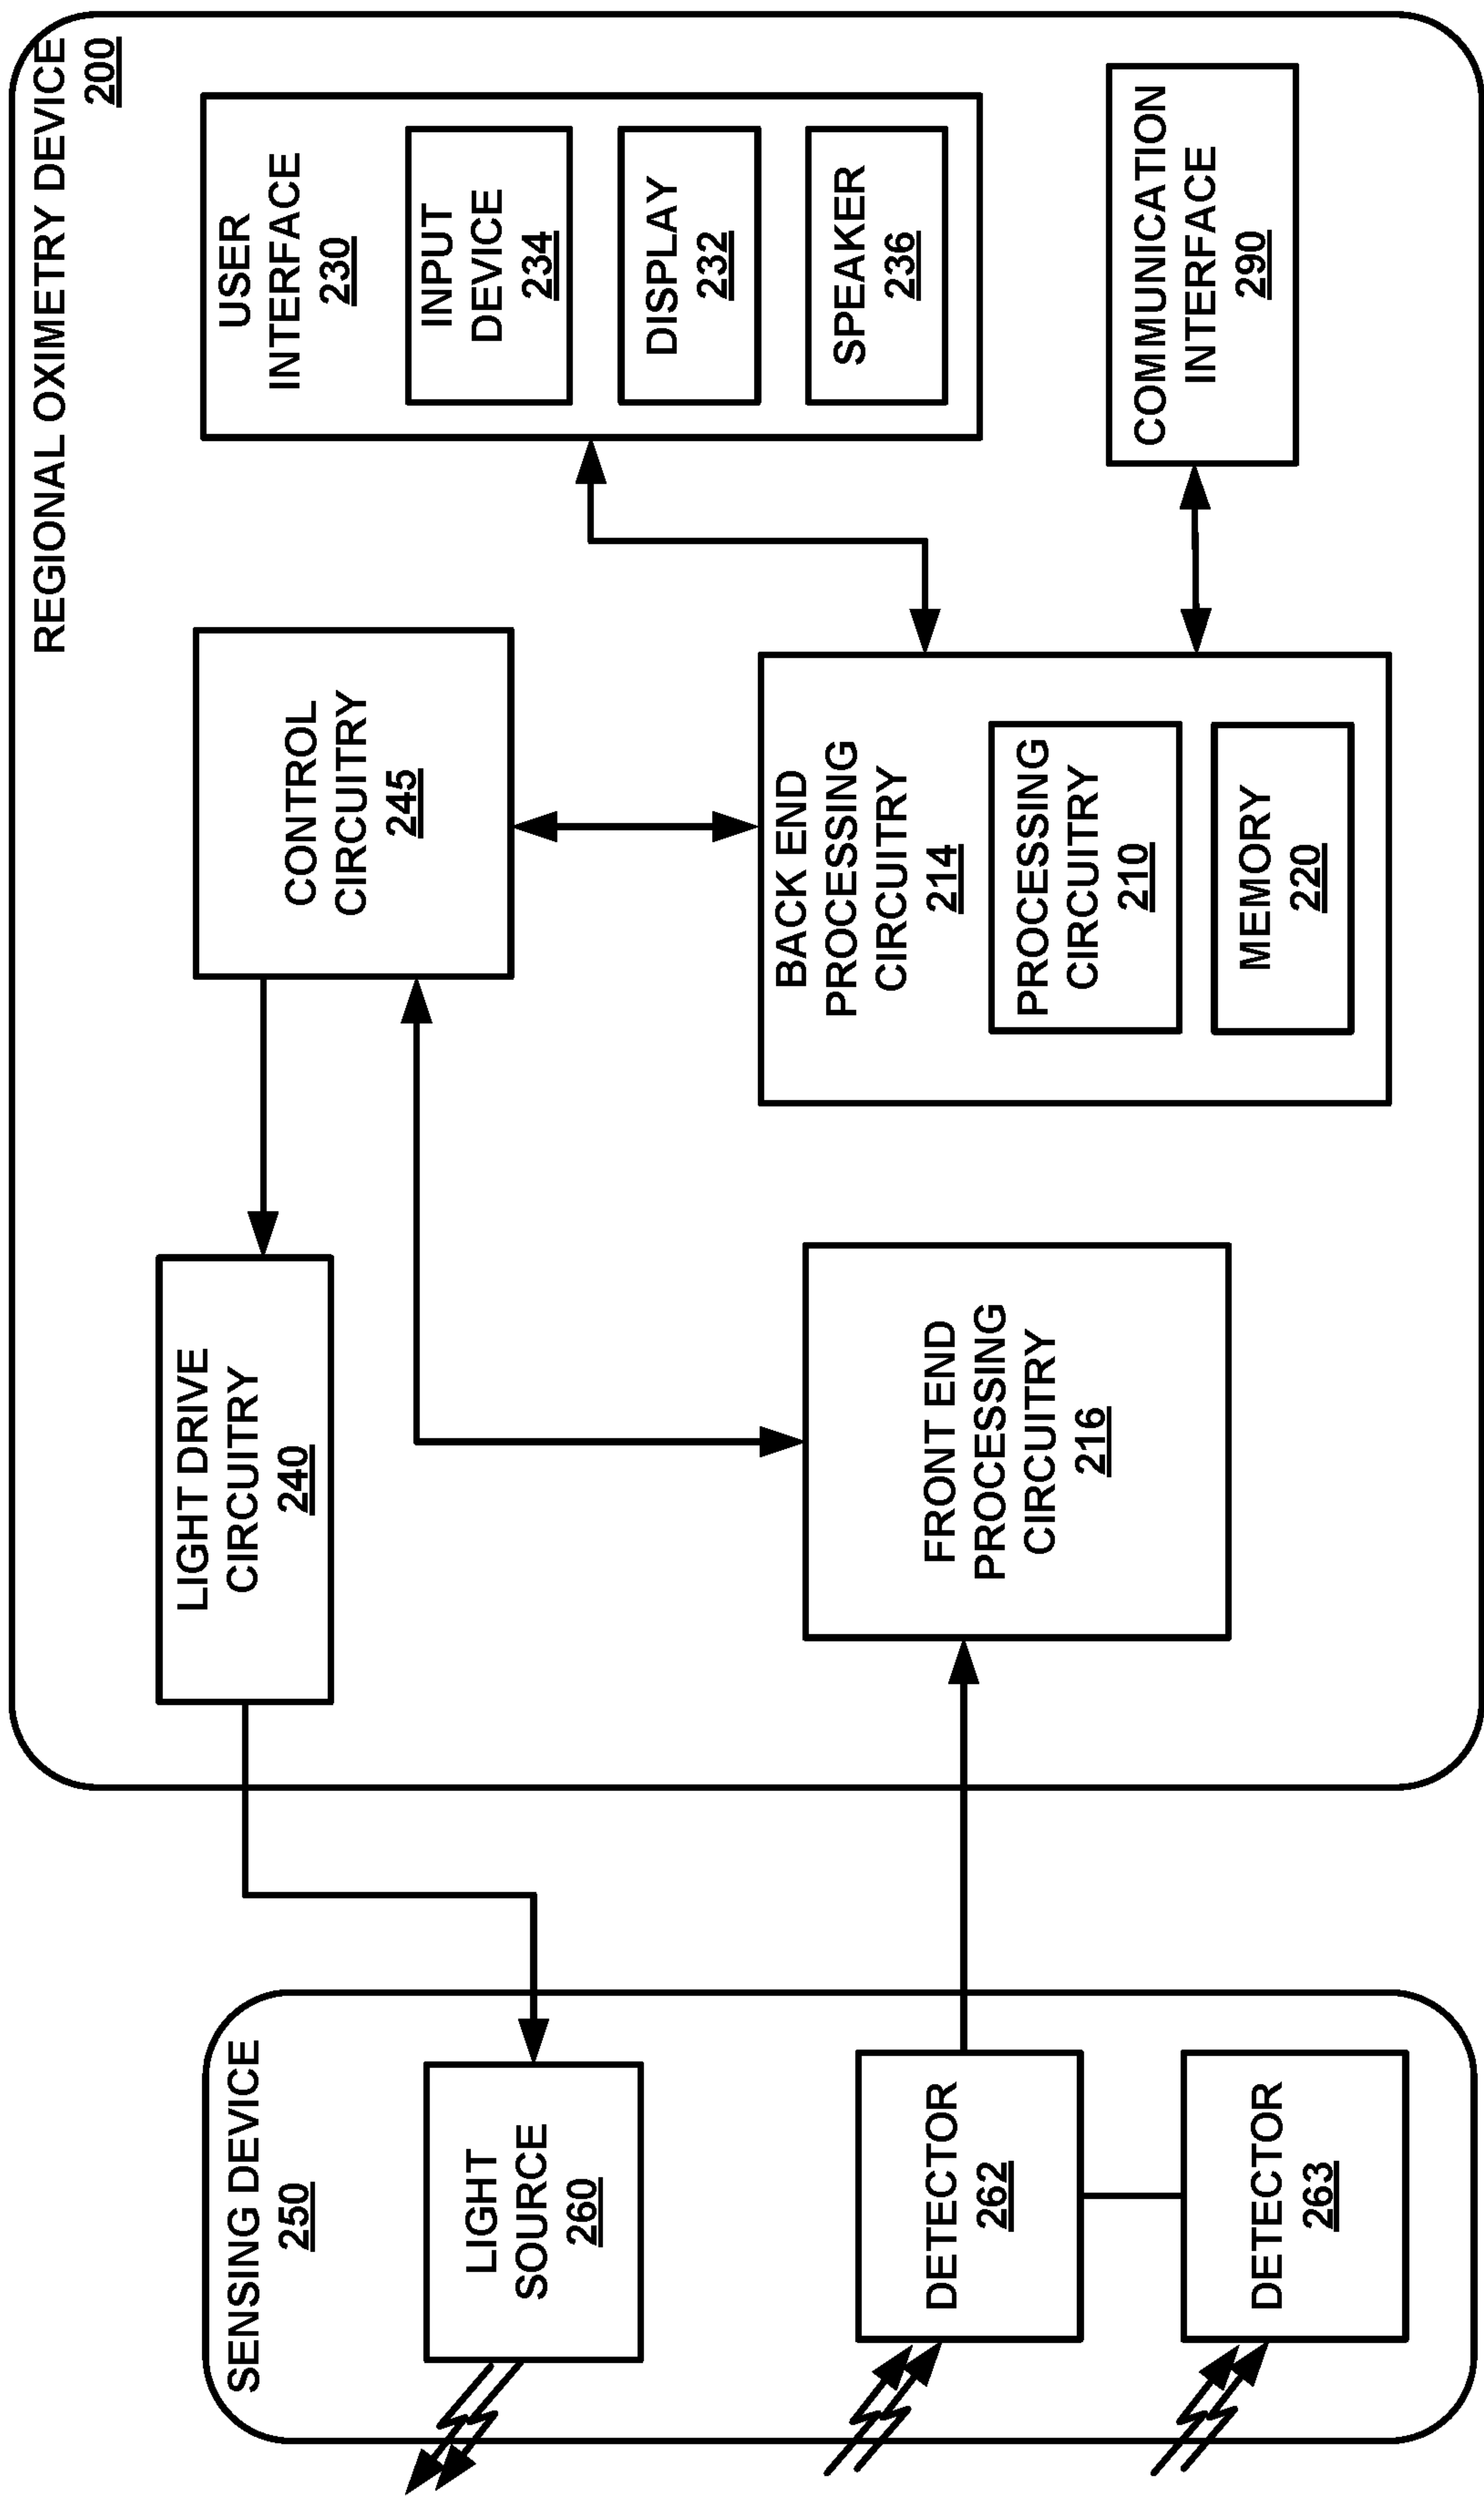 REGIONAL OXIMETRY DEVICE
200
SENSING DEVICE
250
LIGHT
SOURCE
260
DETECTOR
262
DETECTOR
263
LIGHT DRIVE
CIRCUITRY
240
FRONT END
PROCESSING
CIRCUITRY
216
CONTROL
CIRCUITRY
245
BACK END
PROCESSING
CIRCUITRY
214
PROCESSING
CIRCUITRY
210
MEMORY
220
USER
INTERFACE
230
INPUT
DEVICE
234
DISPLAY
232
SPEAKER
236
COMMUNICATION
INTERFACE
290